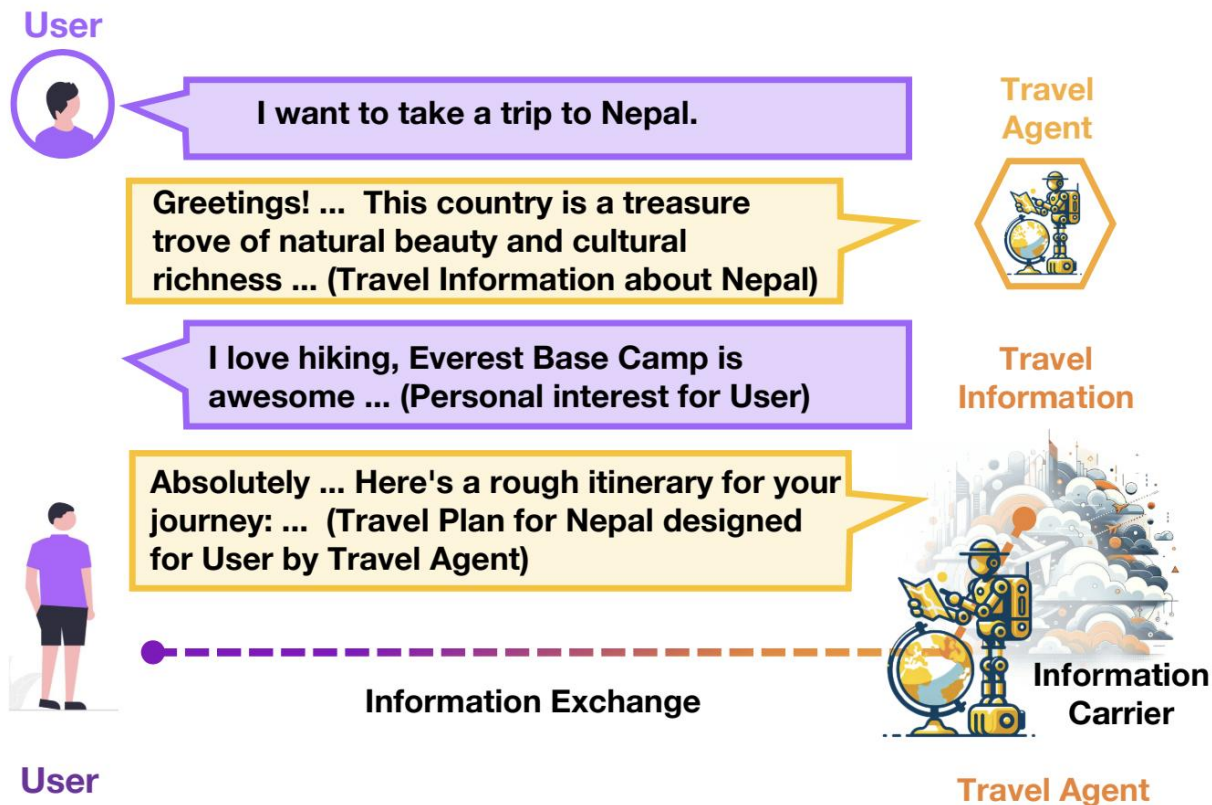 User
I want to take a trip to Nepal.
Travel
Agent
Greetings! ... This country is a treasure
trove of natural beauty and cultural
richness ... (Travel Information about Nepal)
I love hiking, Everest Base Camp is
awesome ... (Personal interest for User)
Travel
Information
Absolutely ... Here's a rough itinerary for your
journey: ... (Travel Plan for Nepal designed
for User by Travel Agent)
Information Exchange
Information
Carrier
User
Travel Agent